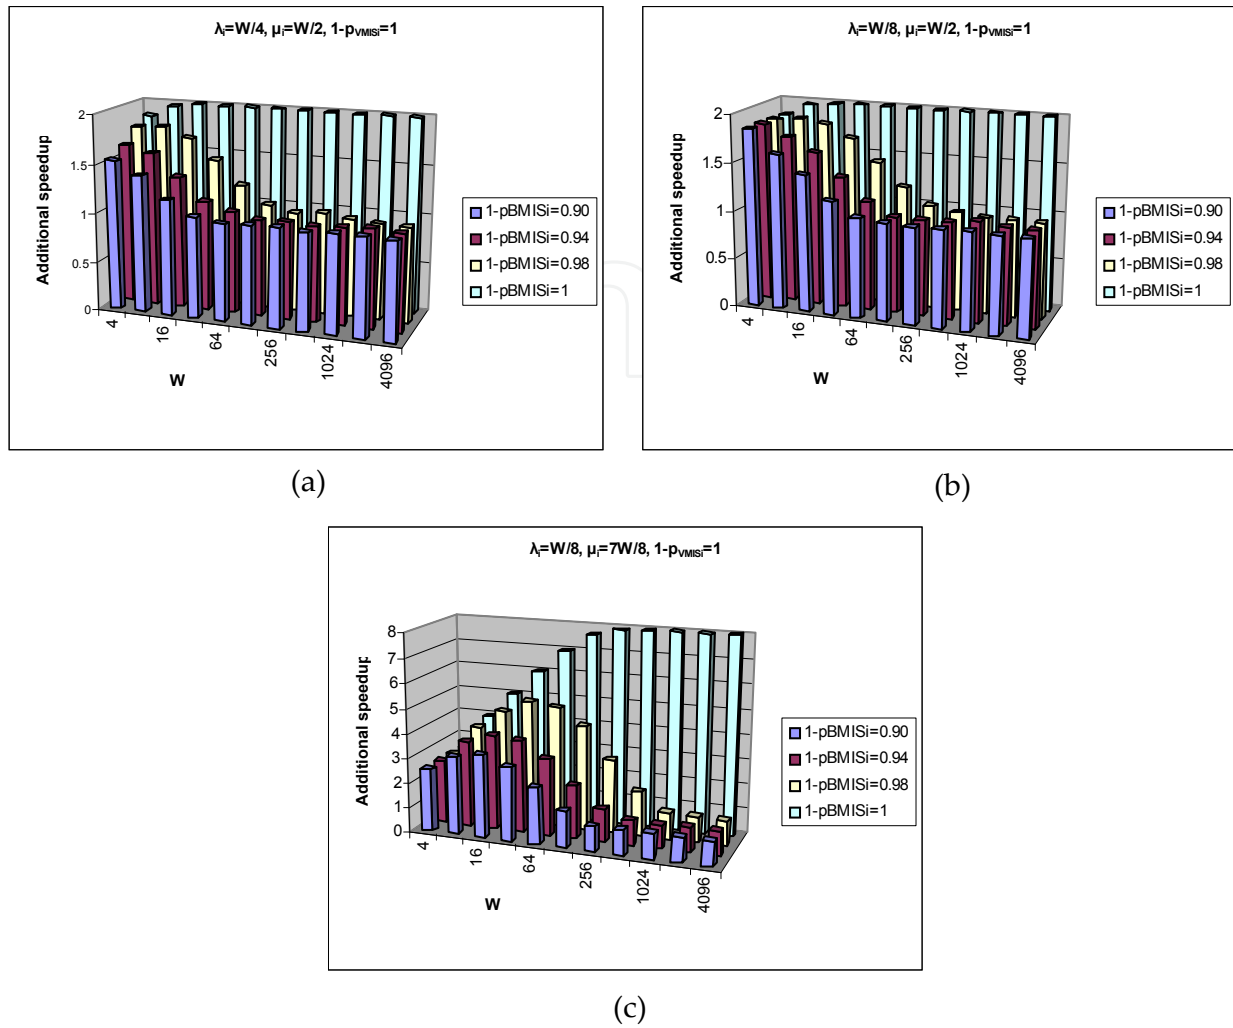 λi=W/4, μi=W/2, 1-pVMISi=1
Additional speedup
2
1.5
1
0.5
0
4
16
64
256
1024
4096
W
1-pBMISi=0.90
1-pBMISi=0.94
1-pBMISi=0.98
1-pBMISi=1
(a)
λi=W/8, μi=W/2, 1-pVMISi=1
Additional speedup
2
1.5
1
0.5
0
4
16
64
256
1024
4096
W
1-pBMISi=0.90
1-pBMISi=0.94
1-pBMISi=0.98
1-pBMISi=1
(b)
λi=W/8, μi=7W/8, 1-pVMISi=1
Additional speedup
8
7
6
5
4
3
2
1
0
4
16
64
256
1024
4096
W
1-pBMISi=0.90
1-pBMISi=0.94
1-pBMISi=0.98
1-pBMISi=1
(c)